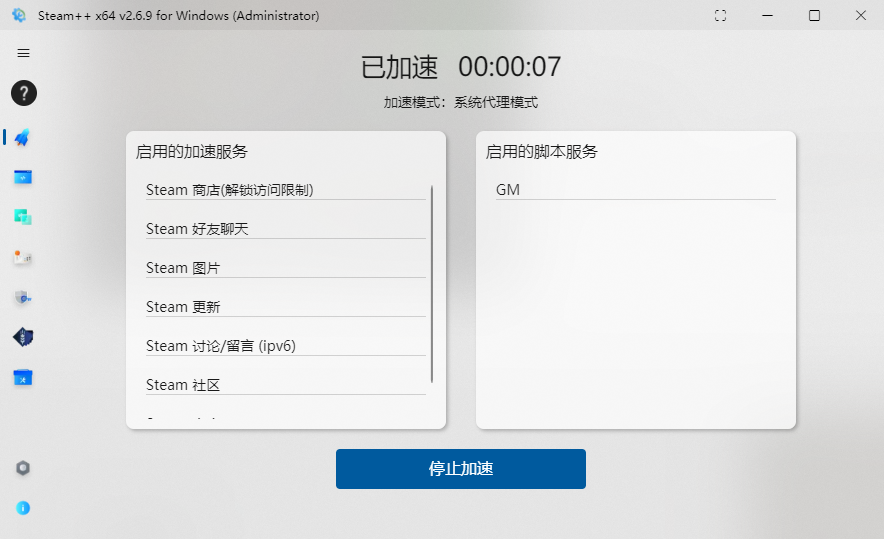 Steam++ x64 v2.6.9 for Windows (Administrator)
已加速 00:00:07
加速模式：系统代理模式
启用的加速服务
Steam 商店(解锁访问限制)
Steam 好友聊天
Steam 图片
Steam 更新
Steam 讨论/留言 (ipv6)
Steam 社区
启用的脚本服务
GM
停止加速